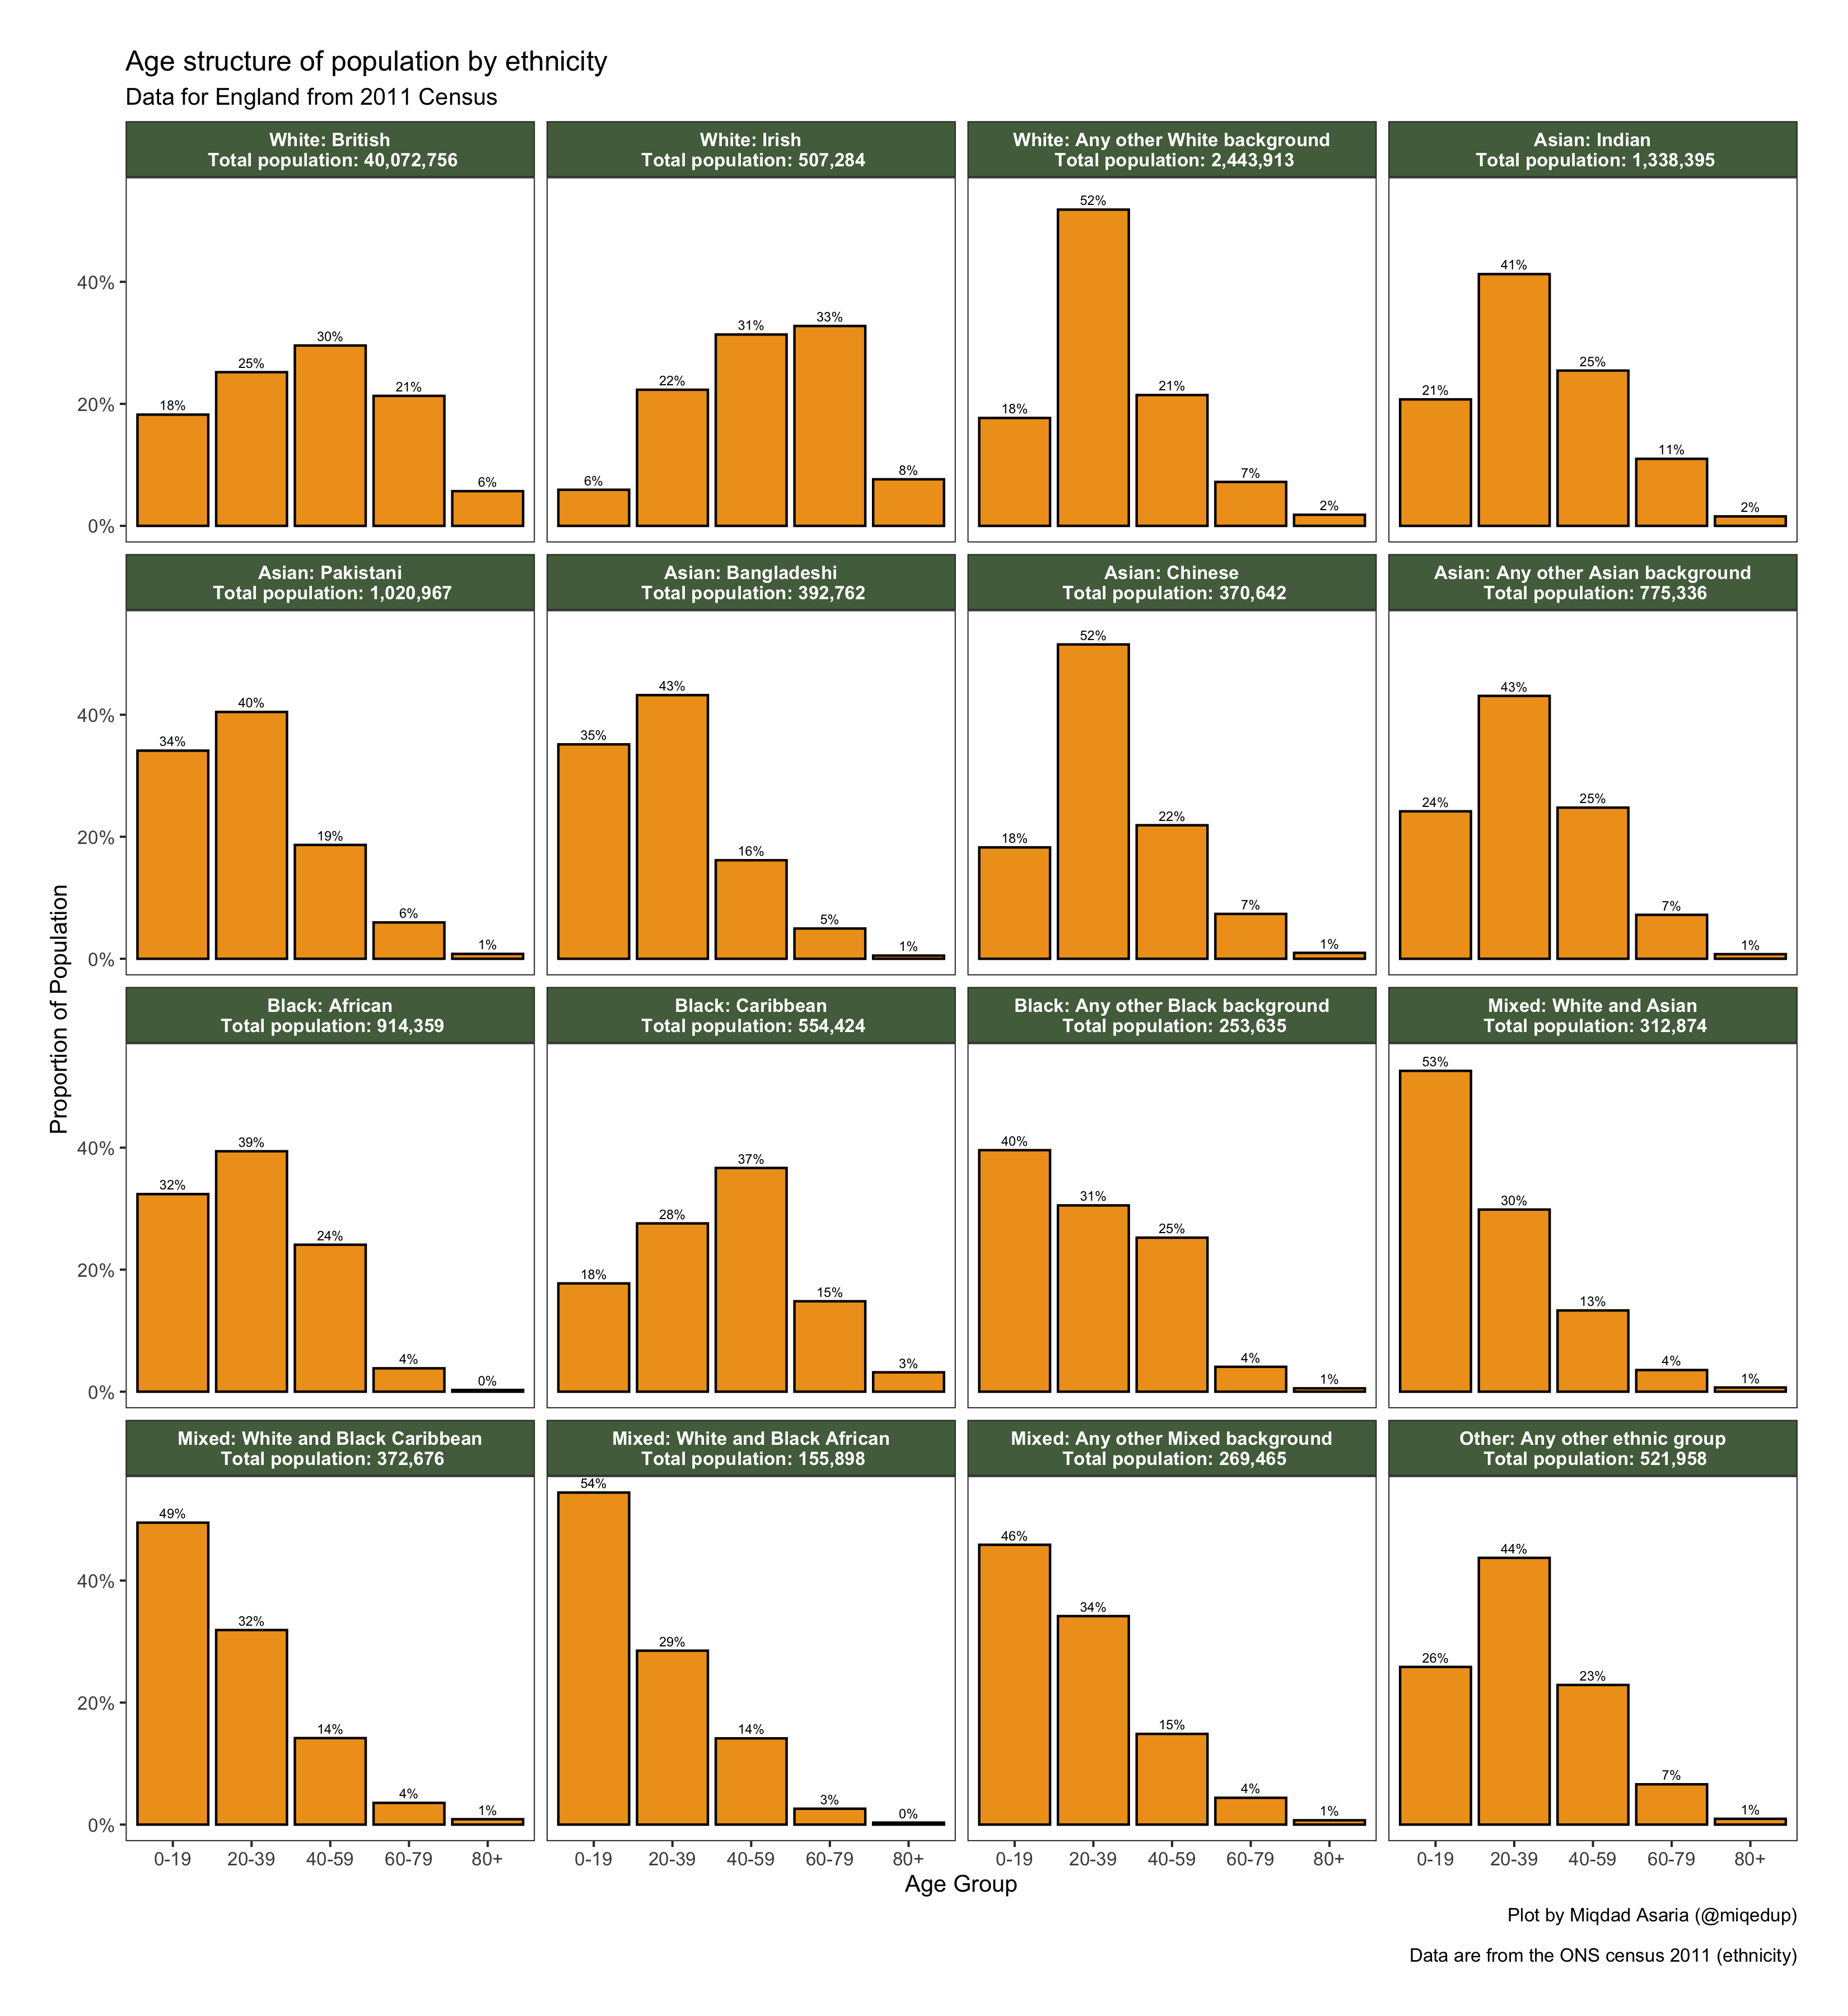 Age structure of population by ethnicity
Data for England from 2011 Census
White: British
Total population: 40,072,756
White: Irish
Total population: 507,284
White: Any other White background
Total population: 2,443,913
Asian: Indian
Total population: 1,338,395
40%
20%
0%
18%
25%
30%
21%
6%
6%
22%
31%
33%
8%
18%
52%
21%
7%
2%
21%
41%
25%
11%
2%
Asian: Pakistani
Total population: 1,020,967
Asian: Bangladeshi
Total population: 392,762
Asian: Chinese
Total population: 370,642
Asian: Any other Asian background
Total population: 775,336
40%
20%
0%
34%
40%
19%
6%
1%
35%
43%
16%
5%
1%
18%
52%
22%
7%
1%
24%
43%
25%
7%
1%
Proportion of Population
Black: African
Total population: 914,359
Black: Caribbean
Total population: 554,424
Black: Any other Black background
Total population: 253,635
Mixed: White and Asian
Total population: 312,874
40%
20%
0%
32%
39%
24%
4%
0%
18%
28%
37%
15%
3%
40%
31%
25%
4%
1%
53%
30%
13%
4%
1%
Mixed: White and Black Caribbean
Total population: 372,676
Mixed: White and Black African
Total population: 155,898
Mixed: Any other Mixed background
Total population: 269,465
Other: Any other ethnic group
Total population: 521,958
40%
20%
0%
49%
32%
14%
4%
1%
54%
29%
14%
3%
0%
46%
34%
15%
4%
1%
26%
44%
23%
7%
1%
0-19 20-39 40-59 60-79 80+
0-19 20-39 40-59 60-79 80+
0-19 20-39 40-59 60-79 80+
0-19 20-39 40-59 60-79 80+
Age Group
Plot by Miqdad Asaria (@miqedup)
Data are from the ONS census 2011 (ethnicity)